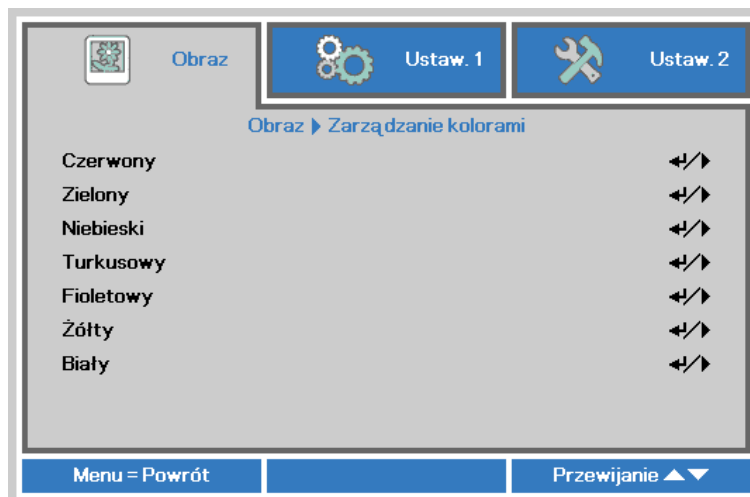 Obraz Ustaw. 1 Ustaw. 2
Obraz ▶ Zarządzanie kolorami
Czerwony ↵/▶
Zielony ↵/▶
Niebieski ↵/▶
Turkusowy ↵/▶
Fioletowy ↵/▶
Żółty ↵/▶
Biały ↵/▶
Menu = Powrót Przewijanie ▲▼